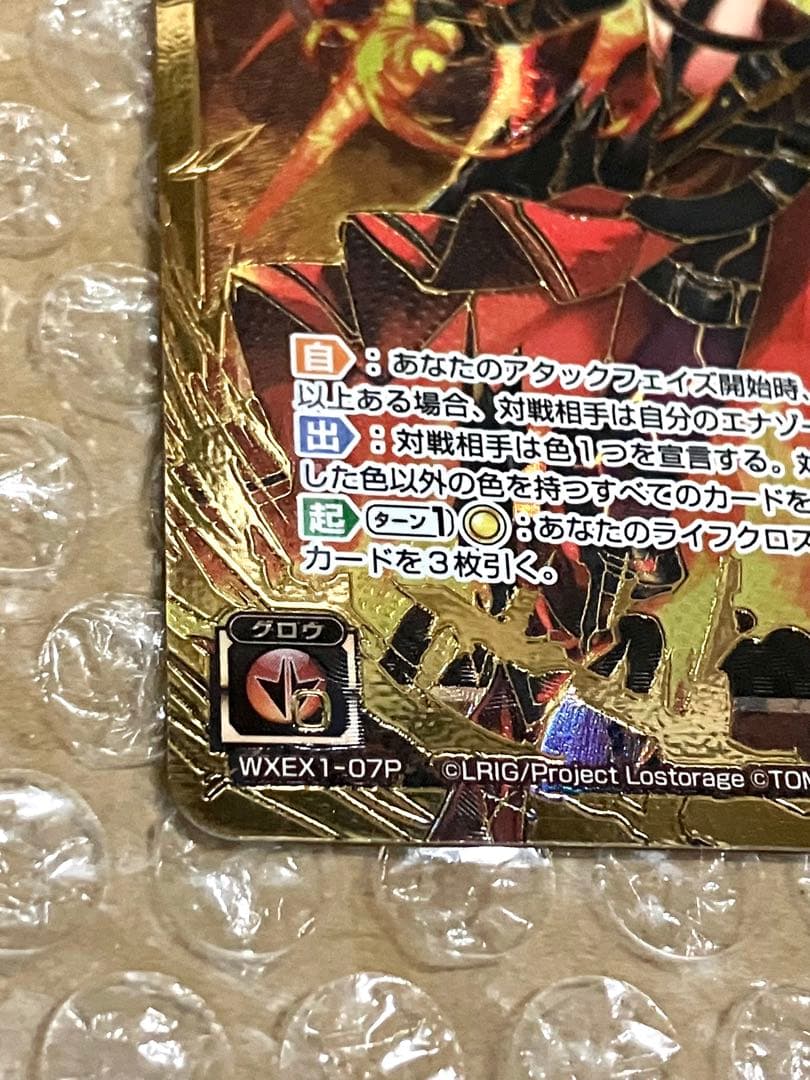 自：あなたのアタックフェイズ開始時、
以上ある場合、対戦相手は自分のエナゾー
出：対戦相手は色１つを宣言する。対
した色以外の色を持つすべてのカードを
起 ターン1 ：あなたのライフクロス
カードを３枚引く。
グロウ
0
WXEX1-07P ©LRIG/Project Lostorage ©TOM